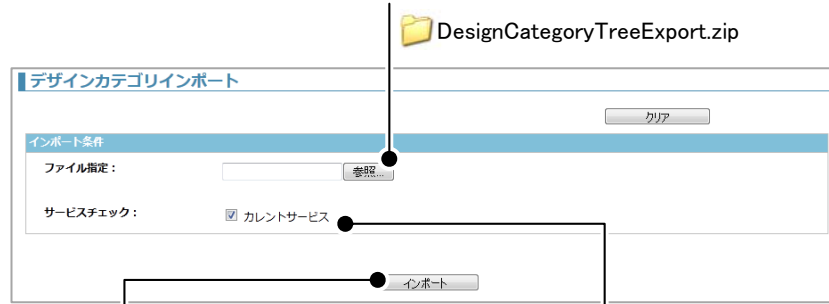 DesignCategoryTreeExport.zip
デザインカテゴリインポート
クリア
インポート条件
ファイル指定：
参照...
サービスチェック：
カレントサービス
インポート